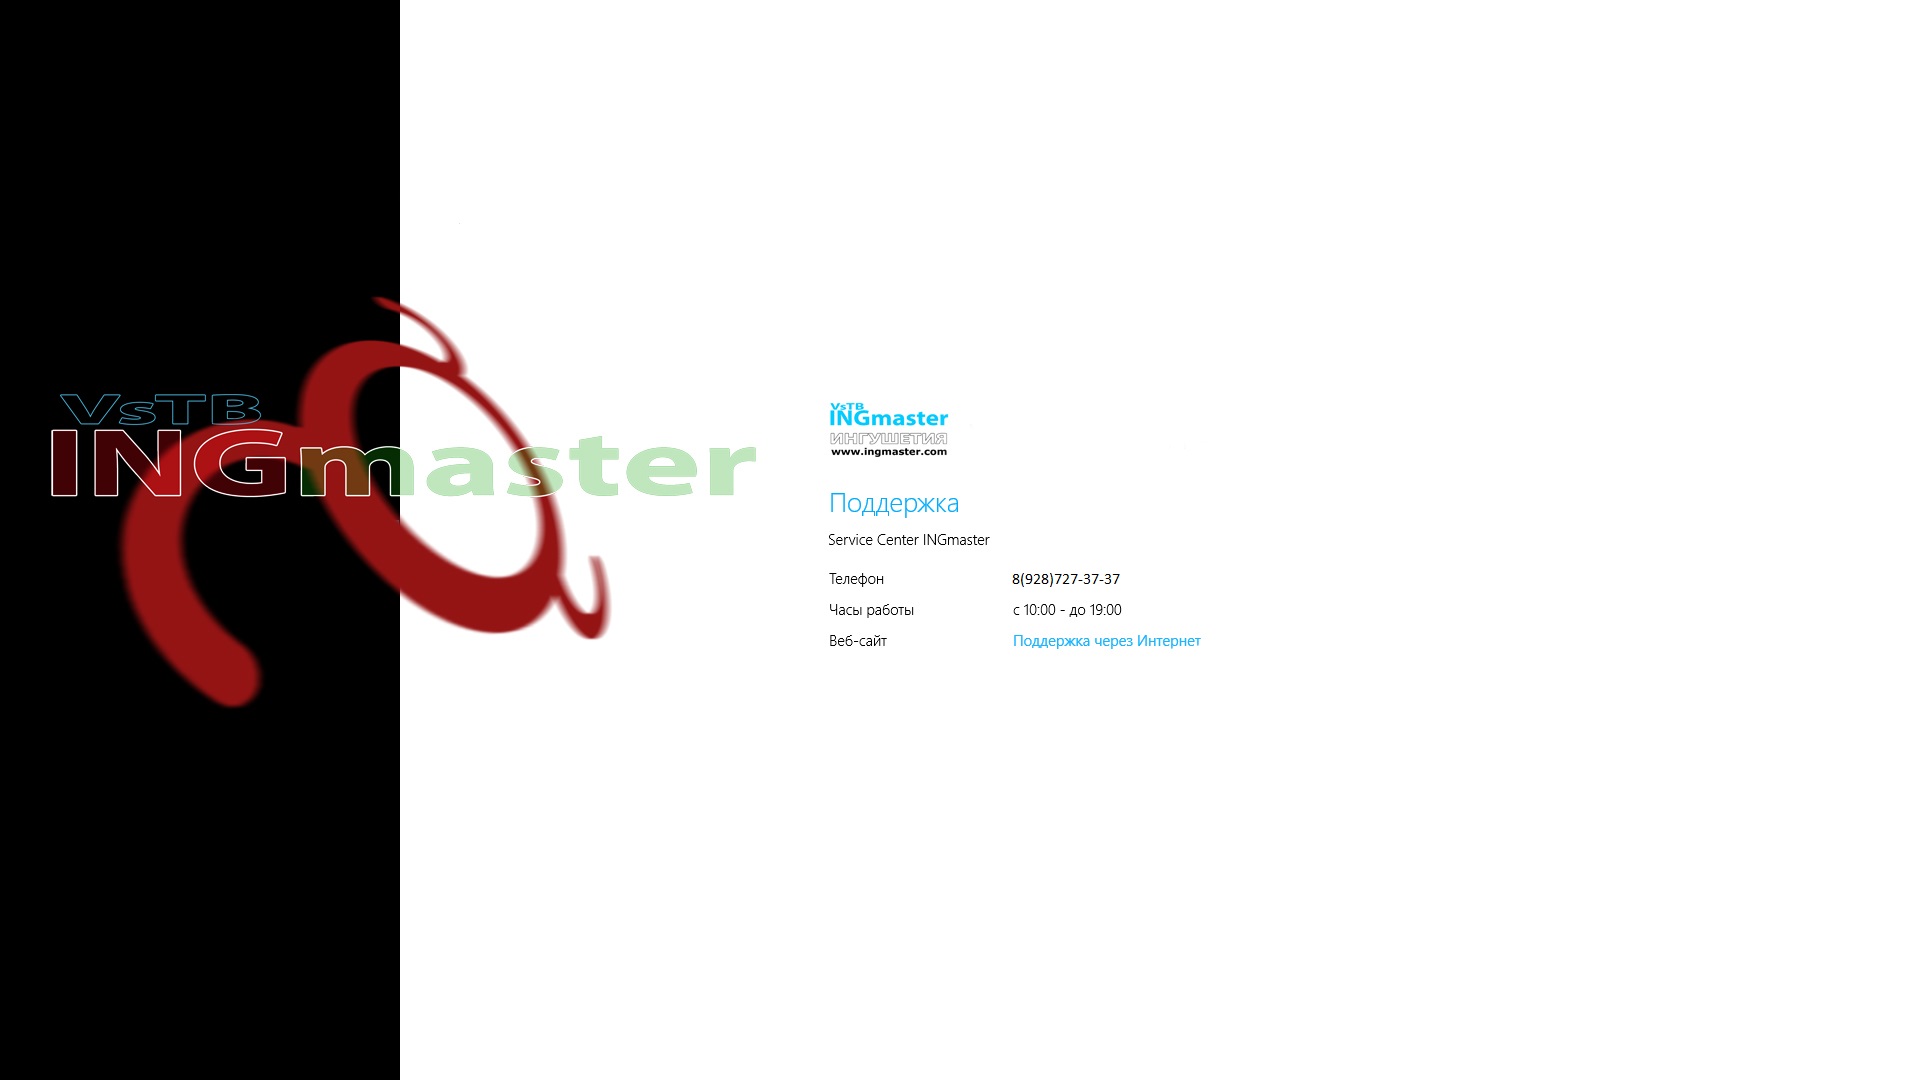 VsTB
INGmaster
VsTB
INGmaster
ИНГУШЕТИЯ
www.ingmaster.com
Поддержка
Service Center INGmaster
Телефон 8(928)727-37-37
Часы работы с 10:00 - до 19:00
Веб-сайт Поддержка через Интернет